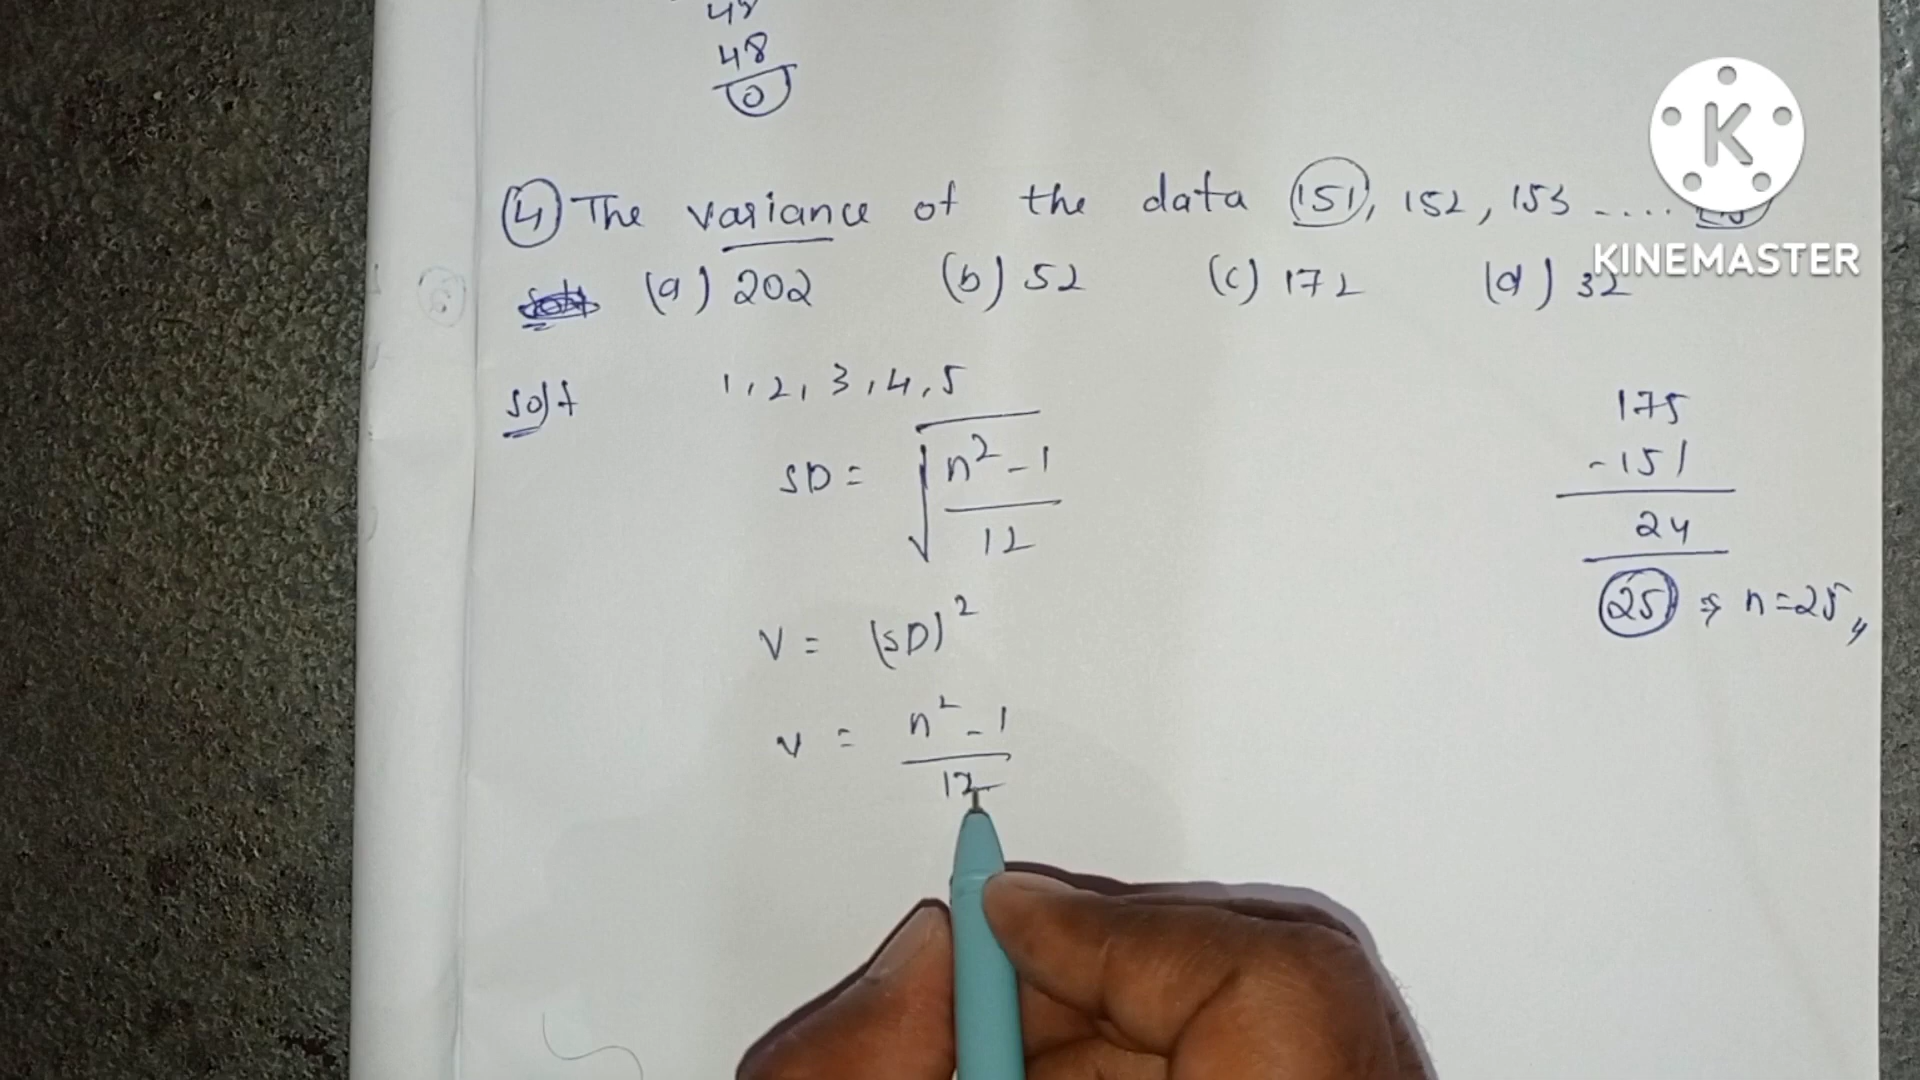 48
48
0
④ The variance of the data 151, 152, 153 .....
(a) 202 (b) 52 (c) 172 (d) 32
K
KINEMASTER
Sol+
1, 2, 3, 4, 5
SD = √n² - 1 / 12
V = (SD)²
V = n² - 1 / 12
175
- 151
24
25 ⇒ n = 25,,